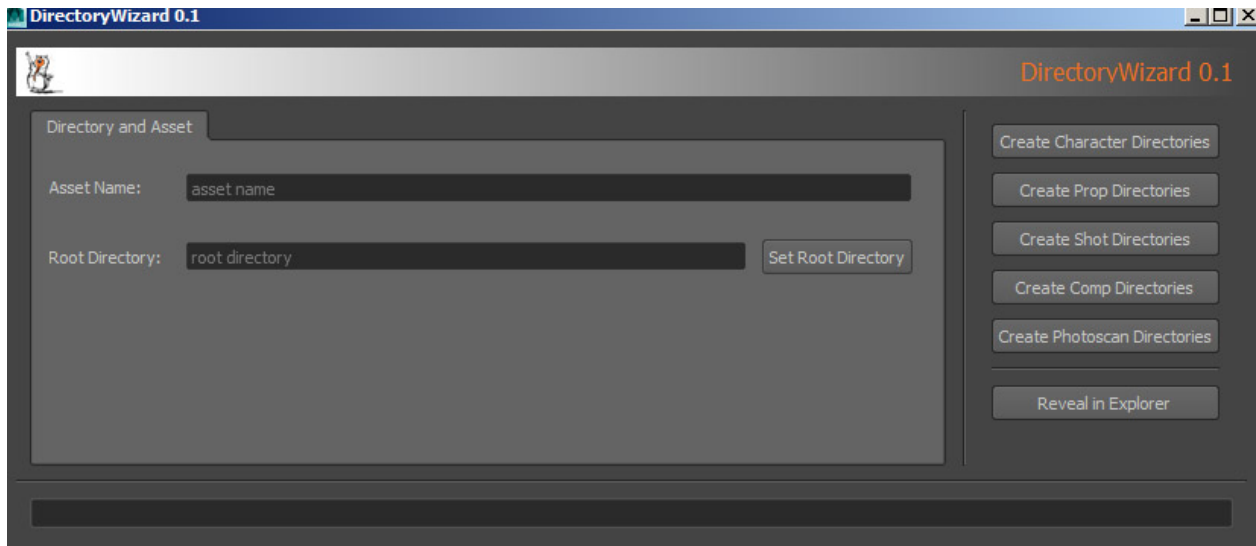 DirectoryWizard 0.1
DirectoryWizard 0.1
Directory and Asset
Asset Name: asset name
Root Directory: root directory Set Root Directory
Create Character Directories
Create Prop Directories
Create Shot Directories
Create Comp Directories
Create Photoscan Directories
Reveal in Explorer